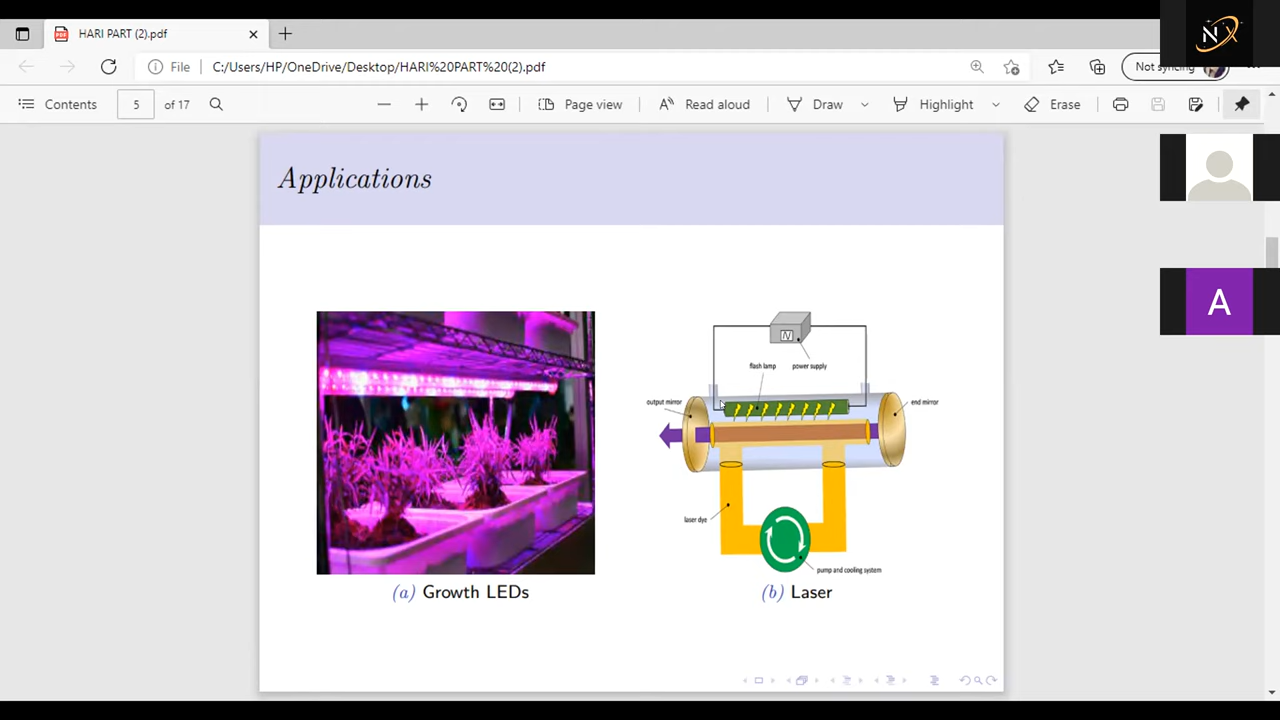 HARI PART (2).pdf
NX
File C:/Users/HP/OneDrive/Desktop/HARI%20PART%20(2).pdf
Not syncing
Contents 5 of 17 Page view Read aloud Draw Highlight Erase
Applications
flash lamp power supply
output mirror end mirror
laser dye
pump and cooling system
(a) Growth LEDs (b) Laser
A